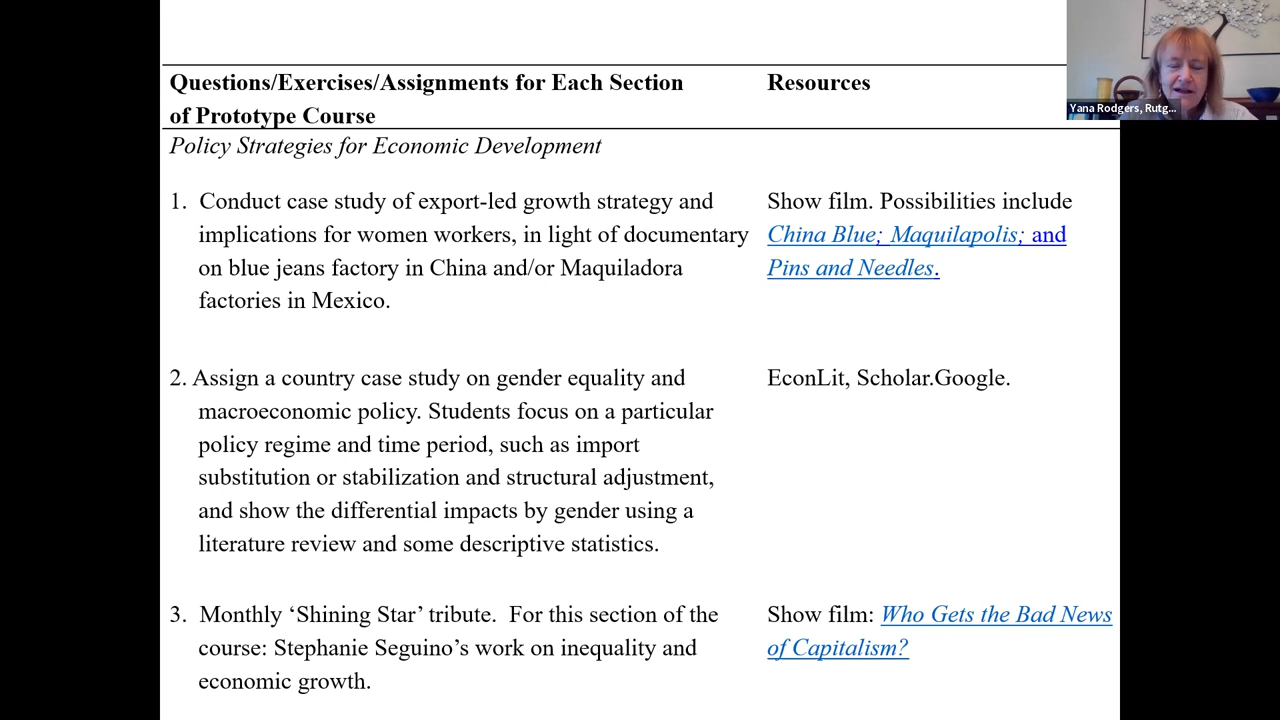 Questions/Exercises/Assignments for Each Section
of Prototype Course
Resources
Yana Rodgers, Rutg...
Policy Strategies for Economic Development
1. Conduct case study of export-led growth strategy and
implications for women workers, in light of documentary
on blue jeans factory in China and/or Maquiladora
factories in Mexico.
Show film. Possibilities include
China Blue; Maquilapolis; and
Pins and Needles.
2. Assign a country case study on gender equality and
macroeconomic policy. Students focus on a particular
policy regime and time period, such as import
substitution or stabilization and structural adjustment,
and show the differential impacts by gender using a
literature review and some descriptive statistics.
EconLit, Scholar.Google.
3. Monthly ‘Shining Star’ tribute. For this section of the
course: Stephanie Seguino’s work on inequality and
economic growth.
Show film: Who Gets the Bad News
of Capitalism?